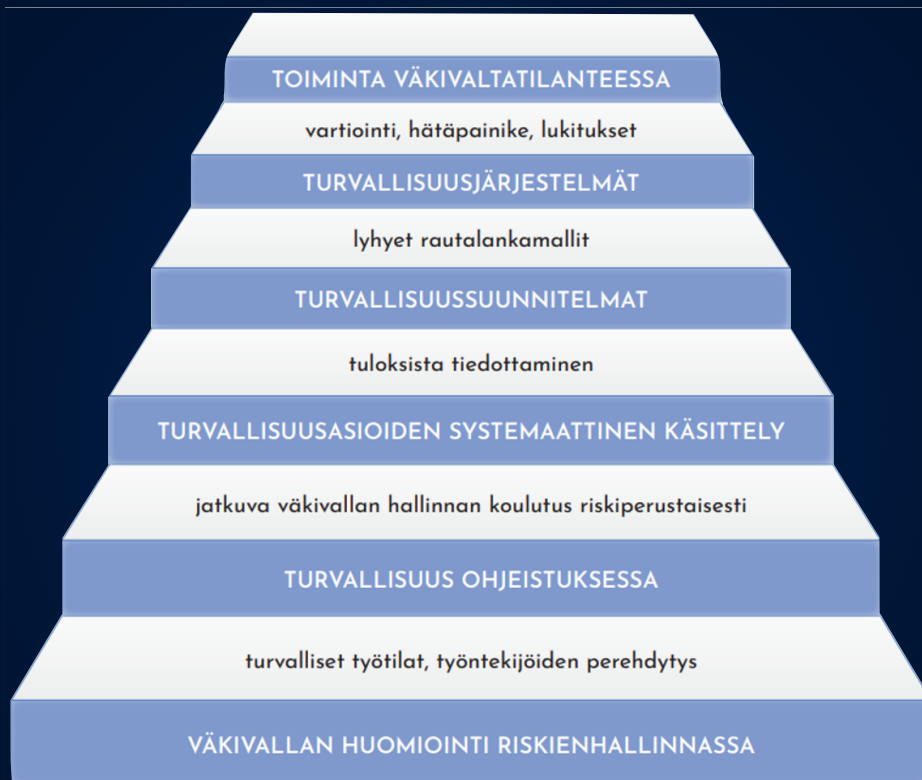 TOIMINTA VÄKIVALTATILANTEESSA
vartiointi, hätäpainike, lukitukset
TURVALLISUUSJÄRJESTELMÄT
lyhyet rautalankamallit
TURVALLISUUSSUUNNITELMAT
tuloksista tiedottaminen
TURVALLISUUSASIOIDEN SYSTEMAATTINEN KÄSITTELY
jatkuva väkivallan hallinnan koulutus riskiperustaisesti
TURVALLISUUS OHJEISTUKSESSA
turvalliset työtilat, työntekijöiden perehdytys
VÄKIVALLAN HUOMIOINTI RISKIENHALLINNASSA